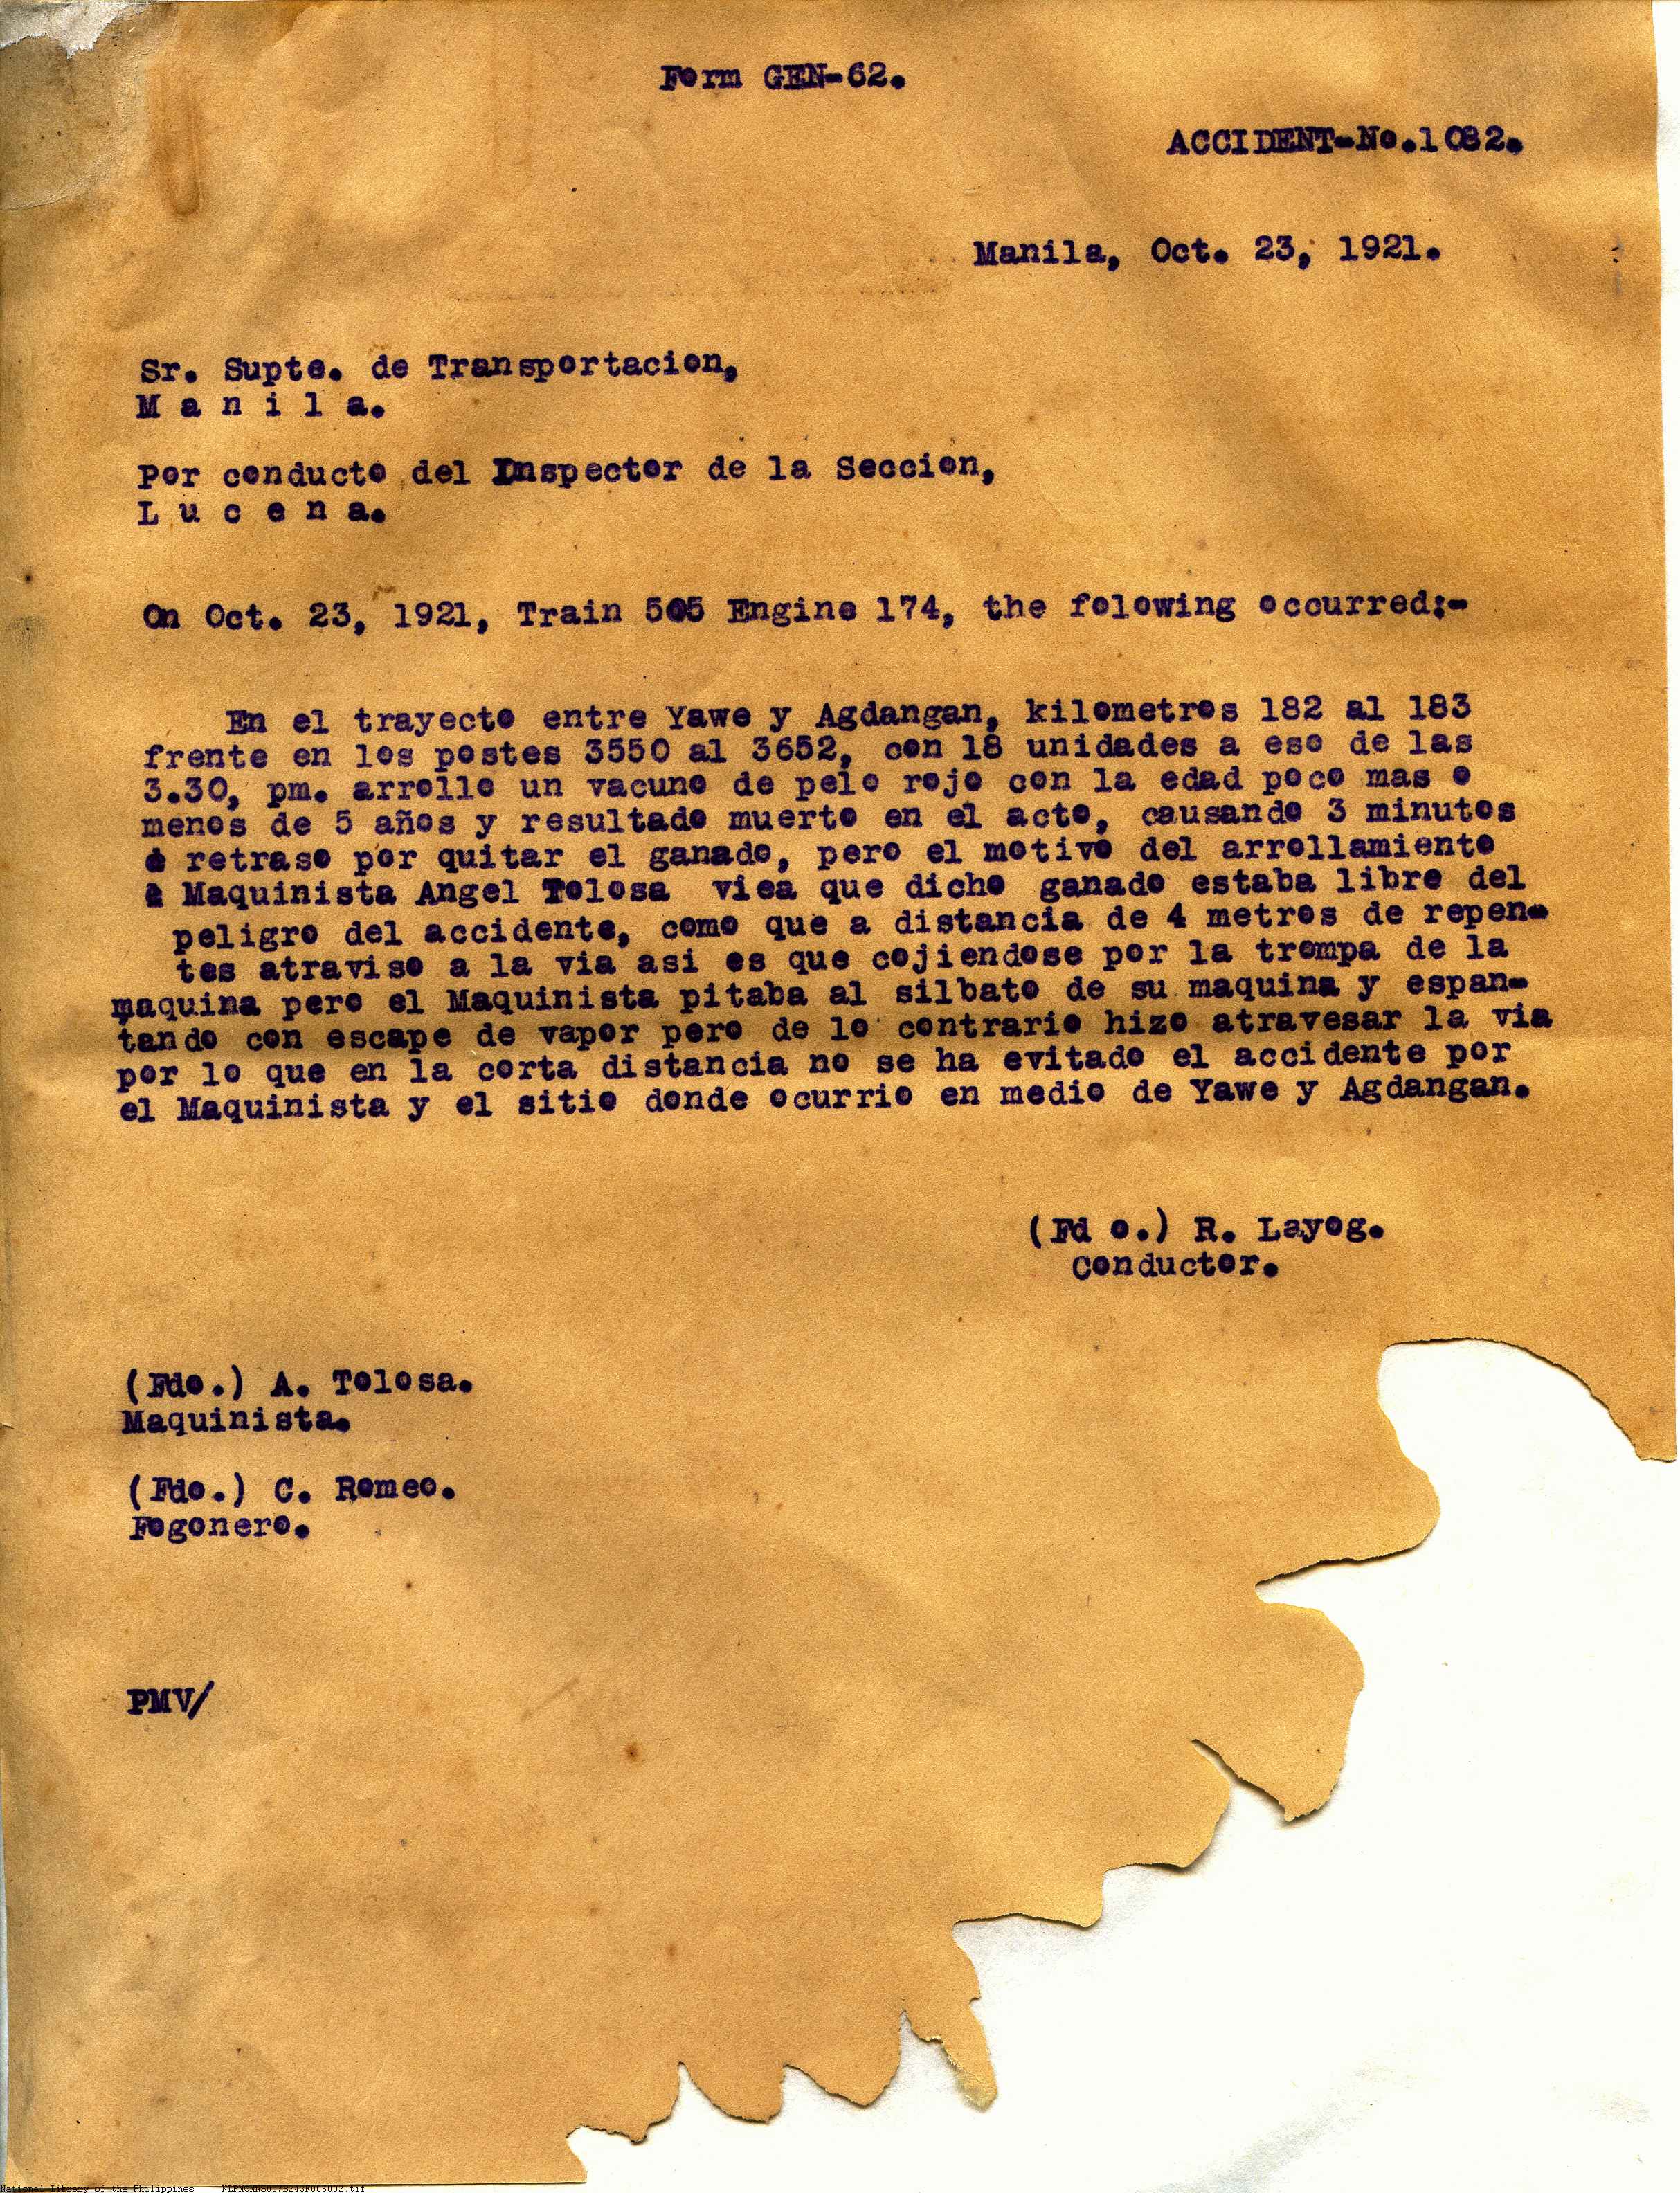 Form GEN-62.
ACCIDENT-No.1082.
Manila, Oct. 23, 1921.
Sr. Supte. de Transportacion,
M a n i l a.
Por conducto del Inspector de la Seccion,
L u c e n a.
On Oct. 23, 1921, Train 505 Engine 174, the folowing occurred:-
En el trayecto entre Yawe y Agdangan, kilometros 182 al 183
frente en los postes 3550 al 3652, con 18 unidades a eso de las
3.30, pm. arrollo un vacuno de pelo rojo con la edad poco mas o
menos de 5 años y resultado muerto en el acto, causando 3 minutos
retraso por quitar el ganado, pero el motivo del arrollamiento
Maquinista Angel Tolosa viea que dicho ganado estaba libre del
peligro del accidente, como que a distancia de 4 metros de repen-
tes atraviso a la via asi es que cojiendose por la trompa de la
maquina pero el Maquinista pitaba al silbato de su maquina y espan-
tando con escape de vapor pero de lo contrario hizo atravesar la via
por lo que en la corta distancia no se ha evitado el accidente por
el Maquinista y el sitio donde ocurrio en medio de Yawe y Agdangan.
(Fd o.) R. Layog.
Conductor.
(Fdo.) A. Tolosa.
Maquinista.
(Fdo.) C. Romeo.
Fogonero.
PMV/
National Library of the Philippines